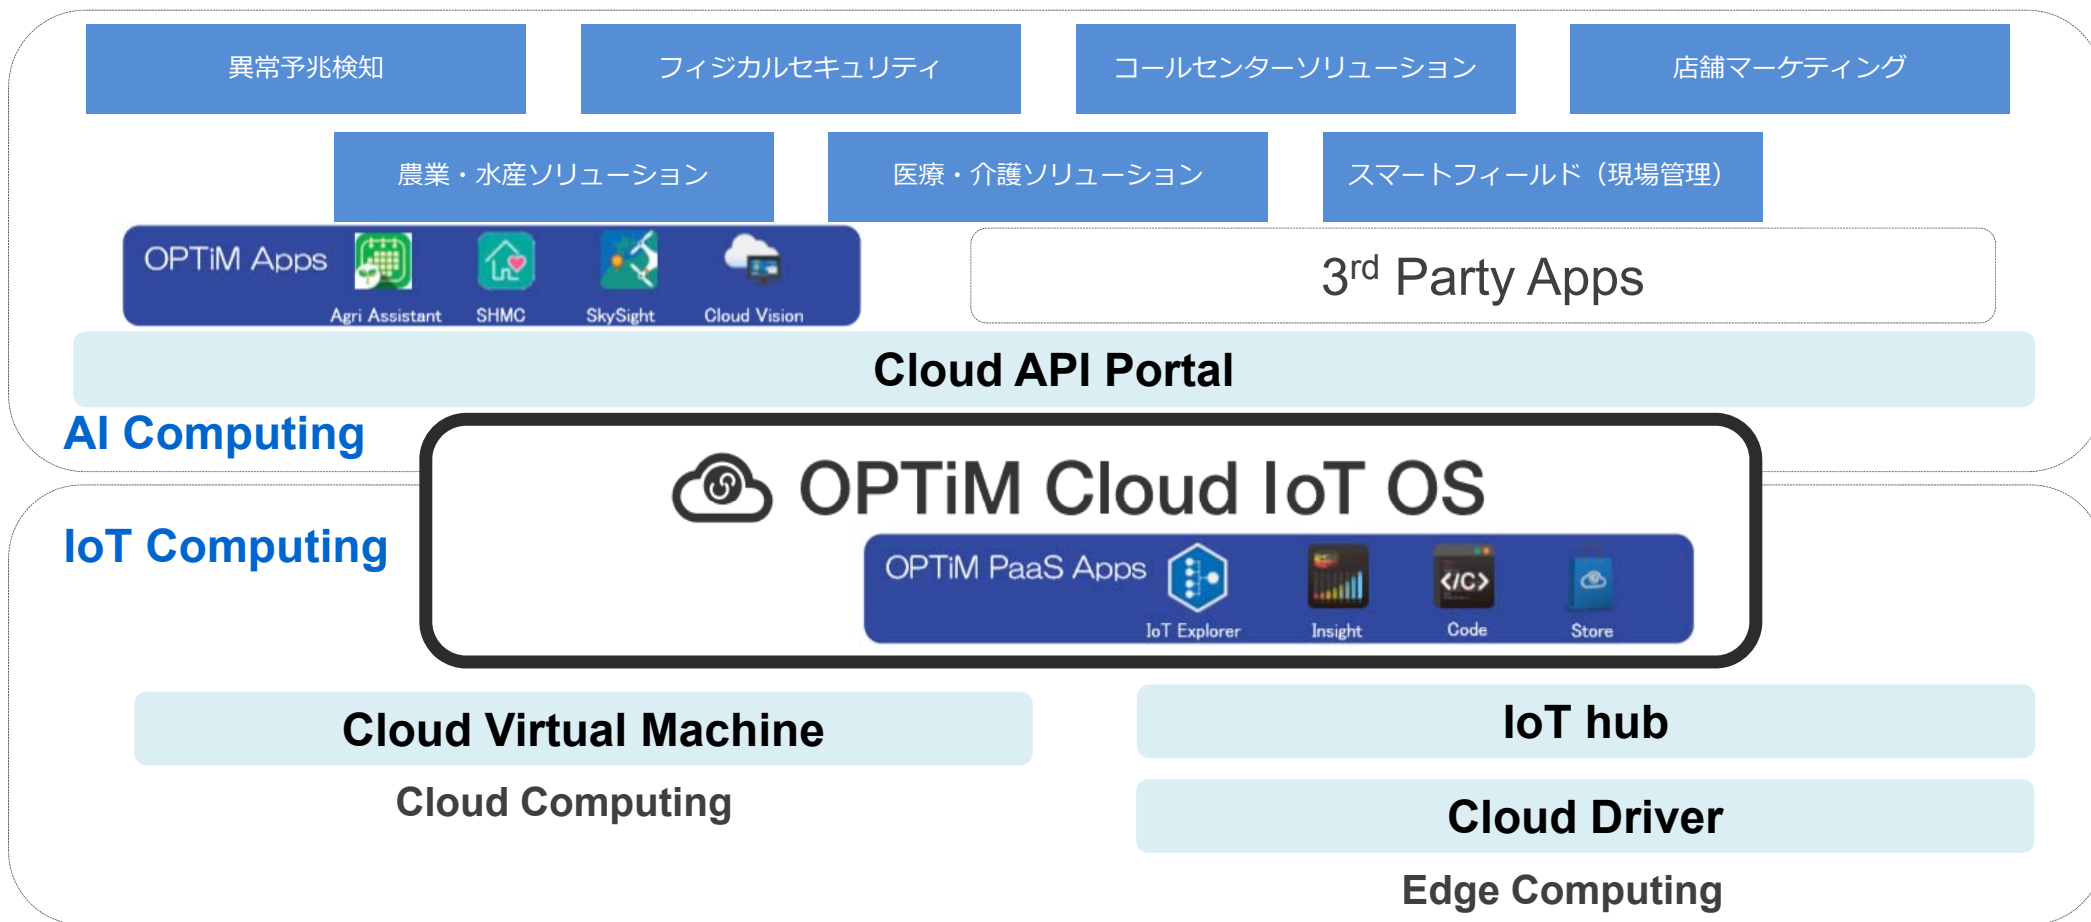 異常予兆検知
フィジカルセキュリティ
コールセンターソリューション
店舗マーケティング
農業・水産ソリューション
医療・介護ソリューション
スマートフィールド（現場管理）
OPTiM Apps
Agri Assistant
SHMC
SkySight
Cloud Vision
3rd Party Apps
Cloud API Portal
AI Computing
OPTiM Cloud IoT OS
IoT Computing
OPTiM PaaS Apps
</C>
IoT Explorer
Insight
Code
Store
Cloud Virtual Machine
Cloud Computing
IoT hub
Cloud Driver
Edge Computing